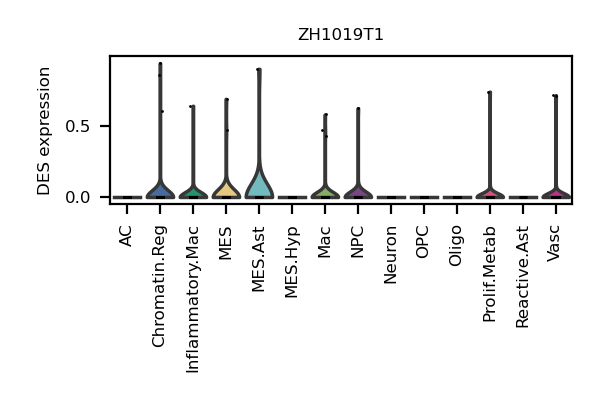 ZH1019T1
DES expression
0.5
0.0
AC
Chromatin.Reg
Inflammatory.Mac
MES
MES.Ast
MES.Hyp
Mac
NPC
Neuron
OPC
Oligo
Prolif.Metab
Reactive.Ast
Vasc